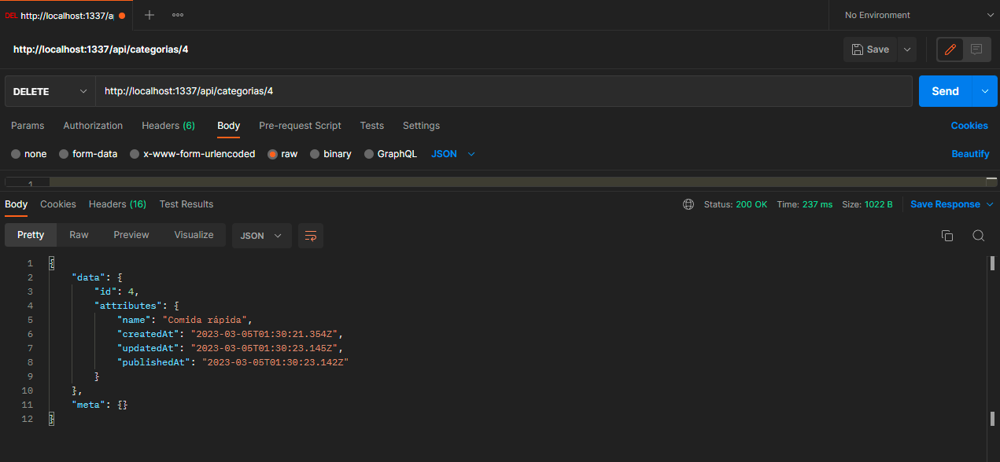 DEL http://localhost:1337/a
No Environment
http://localhost:1337/api/categorias/4
Save
DELETE http://localhost:1337/api/categorias/4 Send
Params Authorization Headers (6) Body Pre-request Script Tests Settings Cookies
none form-data x-www-form-urlencoded raw binary GraphQL JSON Beautify
1
Body Cookies Headers (16) Test Results Status: 200 OK Time: 237 ms Size: 1022 B Save Response
Pretty Raw Preview Visualize JSON
1 {
2 "data": {
3 "id": 4,
4 "attributes": {
5 "name": "Comida rápida",
6 "createdAt": "2023-03-05T01:30:21.354Z",
7 "updatedAt": "2023-03-05T01:30:23.145Z",
8 "publishedAt": "2023-03-05T01:30:23.142Z"
9 }
10 },
11 "meta": {}
12 }